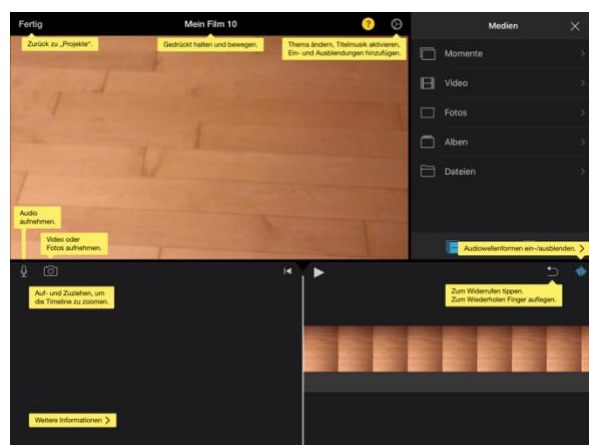 Fertig
Mein Film 10
?
Medien
Zurück zu „Projekte".
Gedrückt halten und bewegen.
Thema ändern, Titelmusik aktivieren,
Ein- und Ausblendungen hinzufügen.
Momente
Video
Fotos
Alben
Dateien
Audio
aufnehmen.
Video oder
Fotos aufnehmen.
Audiowellenformen ein-/ausblenden.
Auf- und Zuziehen, um
die Timeline zu zoomen.
Zum Widerrufen tippen.
Zum Wiederholen Finger auflegen.
Weitere Informationen